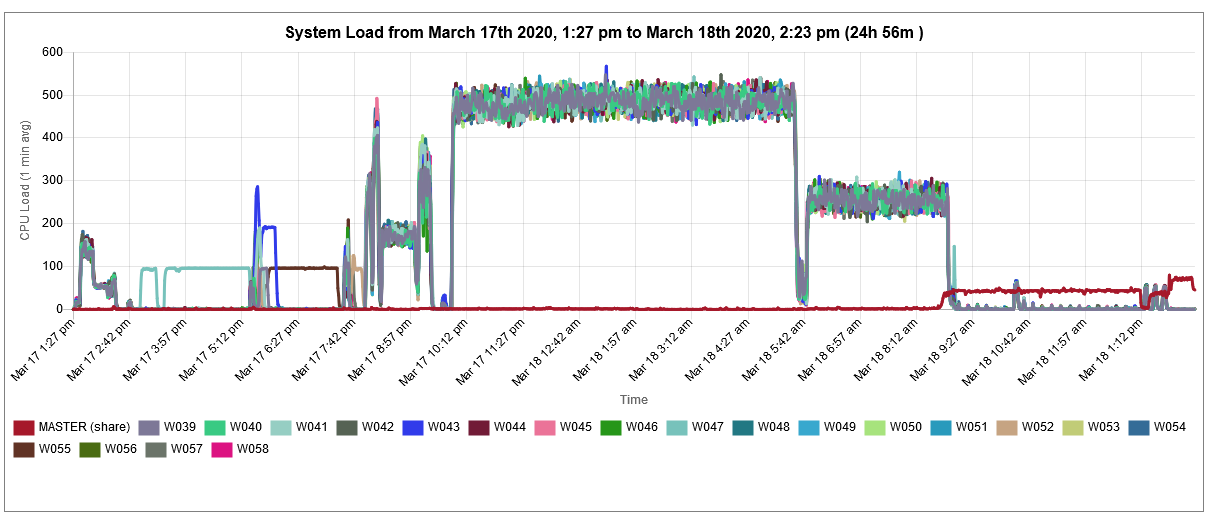 System Load from March 17th 2020, 1:27 pm to March 18th 2020, 2:23 pm (24h 56m )
600
500
400
300
200
100
0
CPU Load (1 min avg)
Mar 17 1:27 pm
Mar 17 2:42 pm
Mar 17 3:57 pm
Mar 17 5:12 pm
Mar 17 6:27 pm
Mar 17 7:42 pm
Mar 17 8:57 pm
Mar 17 10:12 pm
Mar 17 11:27 pm
Mar 18 12:42 am
Mar 18 1:57 am
Mar 18 3:12 am
Mar 18 4:27 am
Mar 18 5:42 am
Mar 18 6:57 am
Mar 18 8:12 am
Mar 18 9:27 am
Mar 18 10:42 am
Mar 18 11:57 am
Mar 18 1:12 pm
Time
MASTER (share) W039 W040 W041 W042 W043 W044 W045 W046 W047 W048 W049 W050 W051 W052 W053 W054
W055 W056 W057 W058